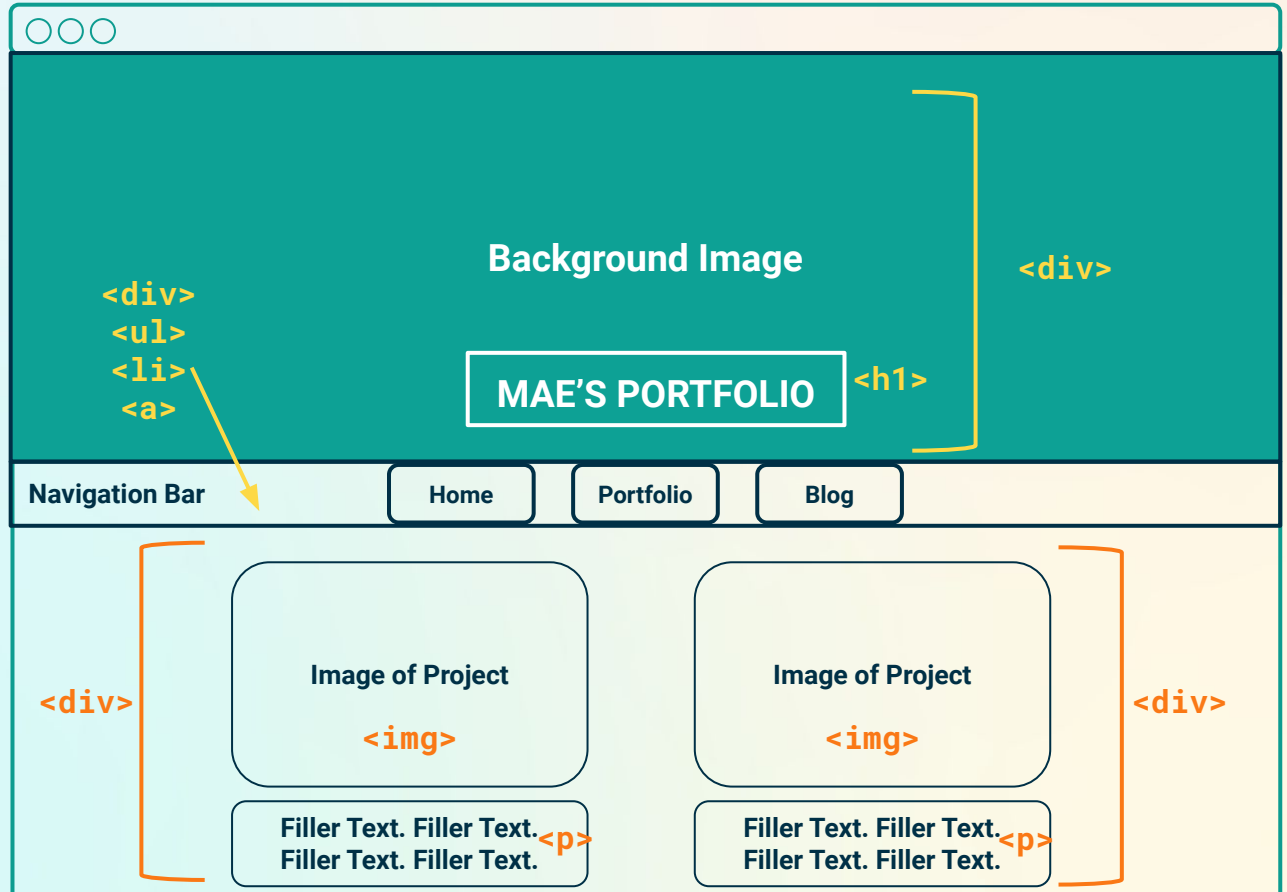 Background Image
<div>
<div>
<ul>
<li>
<a>
MAE’S PORTFOLIO
<h1>
Navigation Bar
Home
Portfolio
Blog
<div>
Image of Project
<img>
Filler Text. Filler Text.
Filler Text. Filler Text.
<p>
Image of Project
<img>
Filler Text. Filler Text.
Filler Text. Filler Text.
<p>
<div>